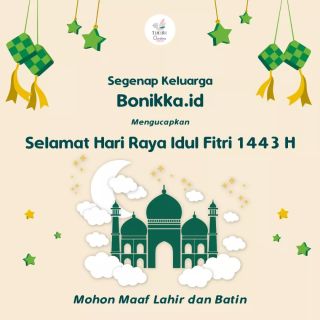 Segenap Keluarga
Bonikka.id
Mengucapkan
Selamat Hari Raya Idul Fitri 1443 H
Mohon Maaf Lahir dan Batin